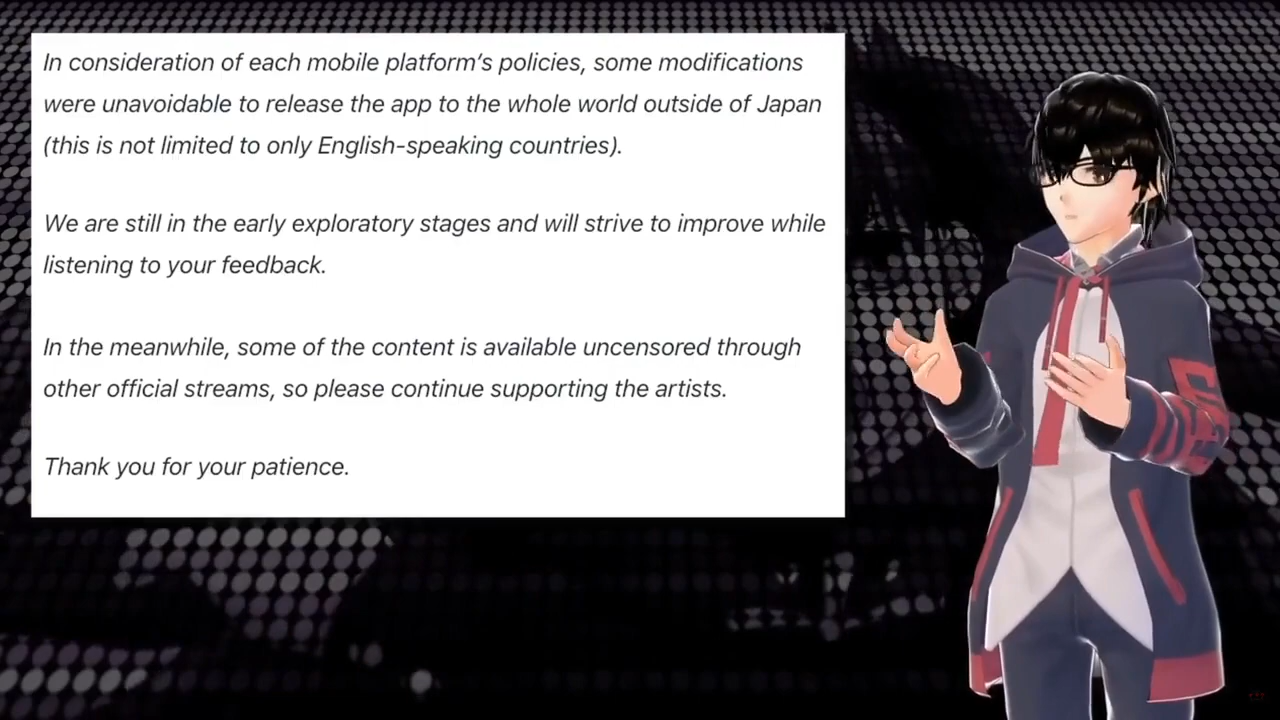 In consideration of each mobile platform’s policies, some modifications
were unavoidable to release the app to the whole world outside of Japan
(this is not limited to only English-speaking countries).
We are still in the early exploratory stages and will strive to improve while
listening to your feedback.
In the meanwhile, some of the content is available uncensored through
other official streams, so please continue supporting the artists.
Thank you for your patience.